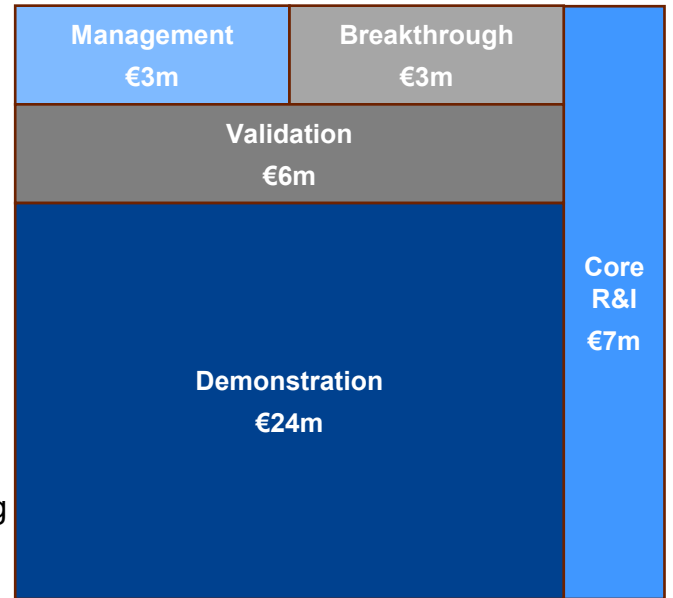 Management
€3m
Breakthrough
€3m
Validation
€6m
Core
R&I
€7m
Demonstration
€24m
g